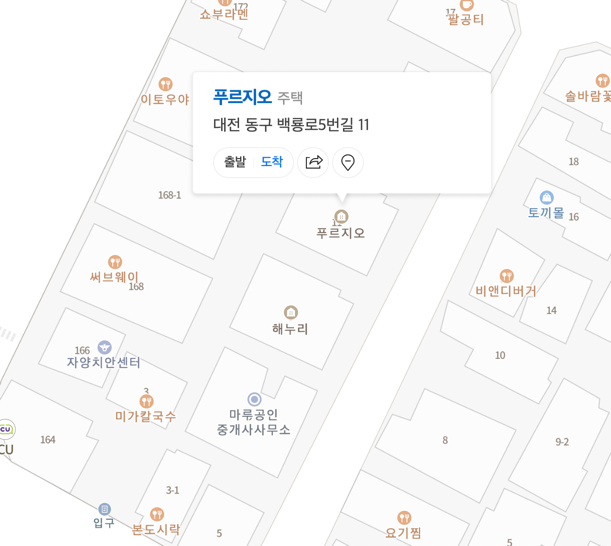 172
쇼부라멘
17
팔공티
이토우야
솔바람꽃
푸르지오 주택
대전 동구 백룡로5번길 11
출발 도착
168-1
18
토끼몰
16
푸르지오
써브웨이
168
비앤디버거
14
해누리
166
자양치안센터
10
3
미가칼국수
마루공인
중개사사무소
CU
CU
164
8
9-2
3-1
입구
본도시락
5
요기찜
5